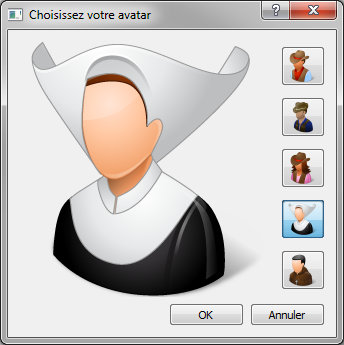 Choisissez votre avatar
?
OK
Annuler